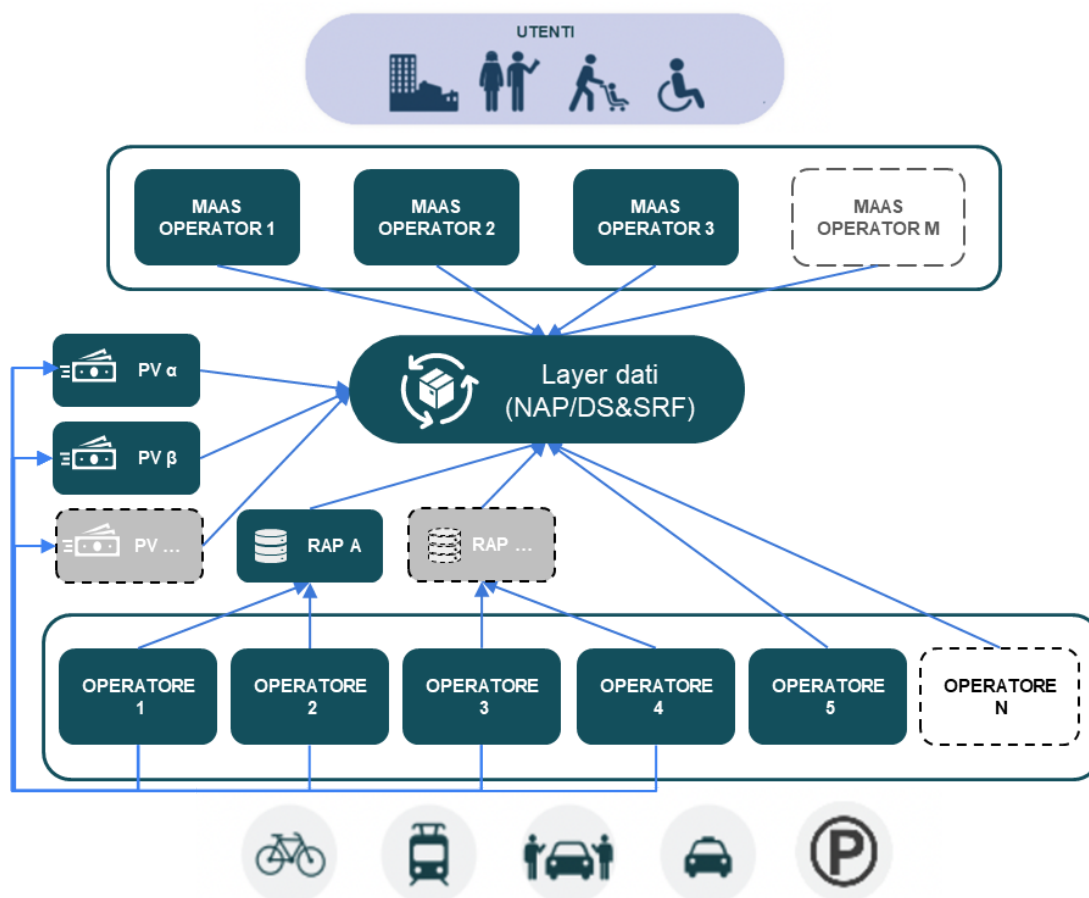 UTENTI
MAAS
OPERATOR 1
MAAS
OPERATOR 2
MAAS
OPERATOR 3
MAAS
OPERATOR M
PV α
Layer dati
(NAP/DS&SRF)
PV β
PV ...
RAP A
RAP ...
OPERATORE
1
OPERATORE
2
OPERATORE
3
OPERATORE
4
OPERATORE
5
OPERATORE
N
P